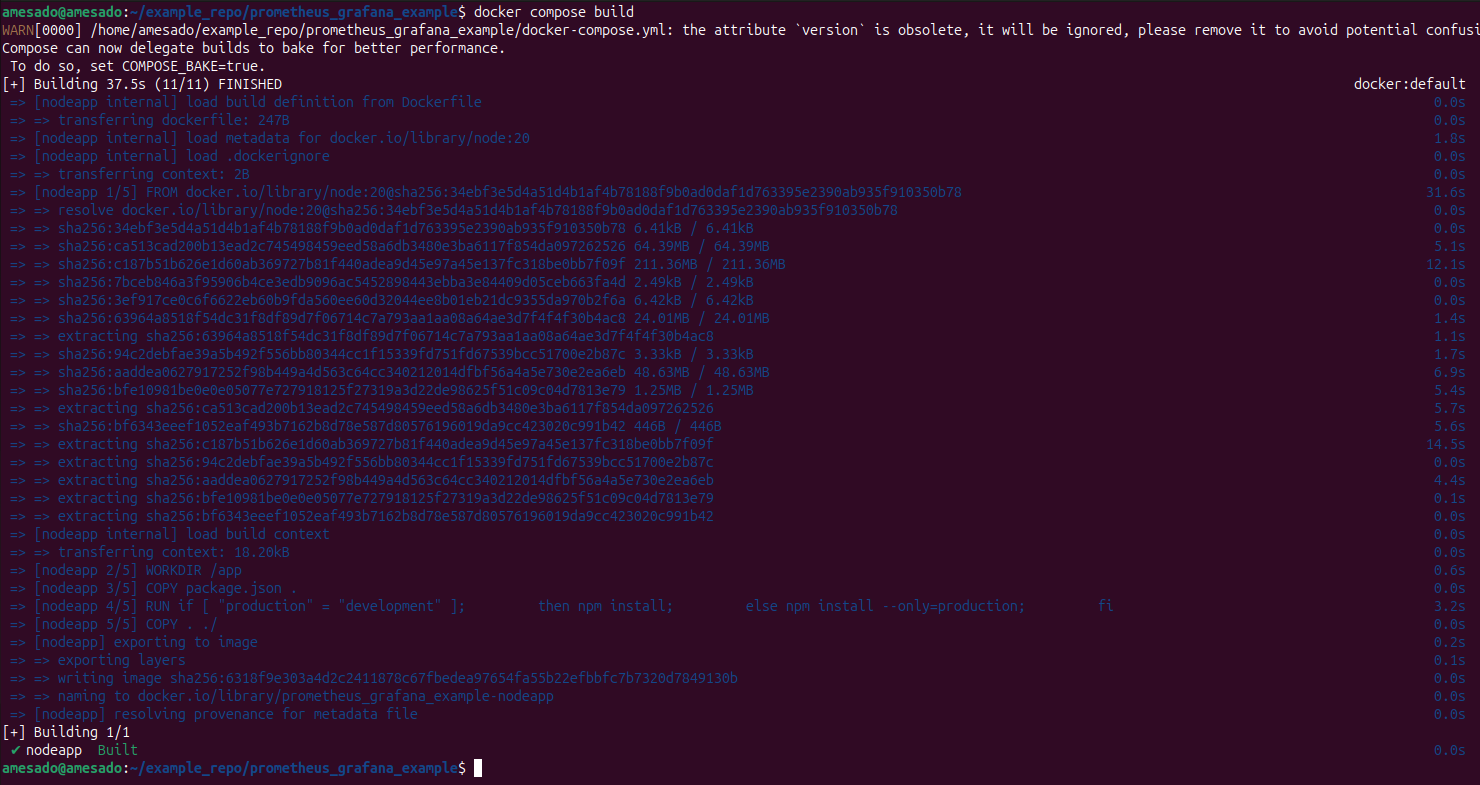 amesado@amesado:~/example_repo/prometheus_grafana_example$ docker compose build
WARN[0000] /home/amesado/example_repo/prometheus_grafana_example/docker-compose.yml: the attribute `version` is obsolete, it will be ignored, please remove it to avoid potential confusi
Compose can now delegate builds to bake for better performance.
 To do so, set COMPOSE_BAKE=true.
[+] Building 37.5s (11/11) FINISHED docker:default
 => [nodeapp internal] load build definition from Dockerfile 0.0s
 => => transferring dockerfile: 247B 0.0s
 => [nodeapp internal] load metadata for docker.io/library/node:20 1.8s
 => [nodeapp internal] load .dockerignore 0.0s
 => => transferring context: 2B 0.0s
 => [nodeapp 1/5] FROM docker.io/library/node:20@sha256:34ebf3e5d4a51d4b1af4b78188f9b0ad0daf1d763395e2390ab935f910350b78 31.6s
 => => resolve docker.io/library/node:20@sha256:34ebf3e5d4a51d4b1af4b78188f9b0ad0daf1d763395e2390ab935f910350b78 0.0s
 => => sha256:34ebf3e5d4a51d4b1af4b78188f9b0ad0daf1d763395e2390ab935f910350b78 6.41kB / 6.41kB 0.0s
 => => sha256:ca513cad200b13ead2c745498459eed58a6db3480e3ba6117f854da097262526 64.39MB / 64.39MB 5.1s
 => => sha256:c187b51b626e1d60ab369727b81f440adea9d45e97a45e137fc318be0bb7f09f 211.36MB / 211.36MB 12.1s
 => => sha256:7bceb846a3f95906b4ce3edb9096ac5452898443ebba3e84409d05ceb663fa4d 2.49kB / 2.49kB 0.0s
 => => sha256:3ef917ce0c6f6622eb60b9fda560ee60d32044ee8b01eb21dc9355da970b2f6a 6.42kB / 6.42kB 0.0s
 => => sha256:63964a8518f54dc31f8df89d7f06714c7a793aa1aa08a64ae3d7f4f4f30b4ac8 24.01MB / 24.01MB 1.4s
 => => extracting sha256:63964a8518f54dc31f8df89d7f06714c7a793aa1aa08a64ae3d7f4f4f30b4ac8 1.1s
 => => sha256:94c2debfae39a5b492f556bb80344cc1f15339fd751fd67539bcc51700e2b87c 3.33kB / 3.33kB 1.7s
 => => sha256:aaddea0627917252f98b449a4d563c64cc340212014dfbf56a4a5e730e2ea6eb 48.63MB / 48.63MB 6.9s
 => => sha256:bfe10981be0e0e05077e727918125f27319a3d22de98625f51c09c04d7813e79 1.25MB / 1.25MB 5.4s
 => => extracting sha256:ca513cad200b13ead2c745498459eed58a6db3480e3ba6117f854da097262526 5.7s
 => => sha256:bf6343eeef1052eaf493b7162b8d78e587d80576196019da9cc423020c991b42 446B / 446B 5.6s
 => => extracting sha256:c187b51b626e1d60ab369727b81f440adea9d45e97a45e137fc318be0bb7f09f 14.5s
 => => extracting sha256:94c2debfae39a5b492f556bb80344cc1f15339fd751fd67539bcc51700e2b87c 0.0s
 => => extracting sha256:aaddea0627917252f98b449a4d563c64cc340212014dfbf56a4a5e730e2ea6eb 4.4s
 => => extracting sha256:bfe10981be0e0e05077e727918125f27319a3d22de98625f51c09c04d7813e79 0.1s
 => => extracting sha256:bf6343eeef1052eaf493b7162b8d78e587d80576196019da9cc423020c991b42 0.0s
 => [nodeapp internal] load build context 0.0s
 => => transferring context: 18.20kB 0.0s
 => [nodeapp 2/5] WORKDIR /app 0.6s
 => [nodeapp 3/5] COPY package.json . 0.0s
 => [nodeapp 4/5] RUN if [ "production" = "development" ];         then npm install;         else npm install --only=production;         fi 3.2s
 => [nodeapp 5/5] COPY . ./ 0.0s
 => [nodeapp] exporting to image 0.2s
 => => exporting layers 0.1s
 => => writing image sha256:6318f9e303a4d2c2411878c67fbedea97654fa55b22efbbfc7b7320d7849130b 0.0s
 => => naming to docker.io/library/prometheus_grafana_example-nodeapp 0.0s
 => [nodeapp] resolving provenance for metadata file 0.0s
[+] Building 1/1
 ✔ nodeapp  Built 0.0s
amesado@amesado:~/example_repo/prometheus_grafana_example$